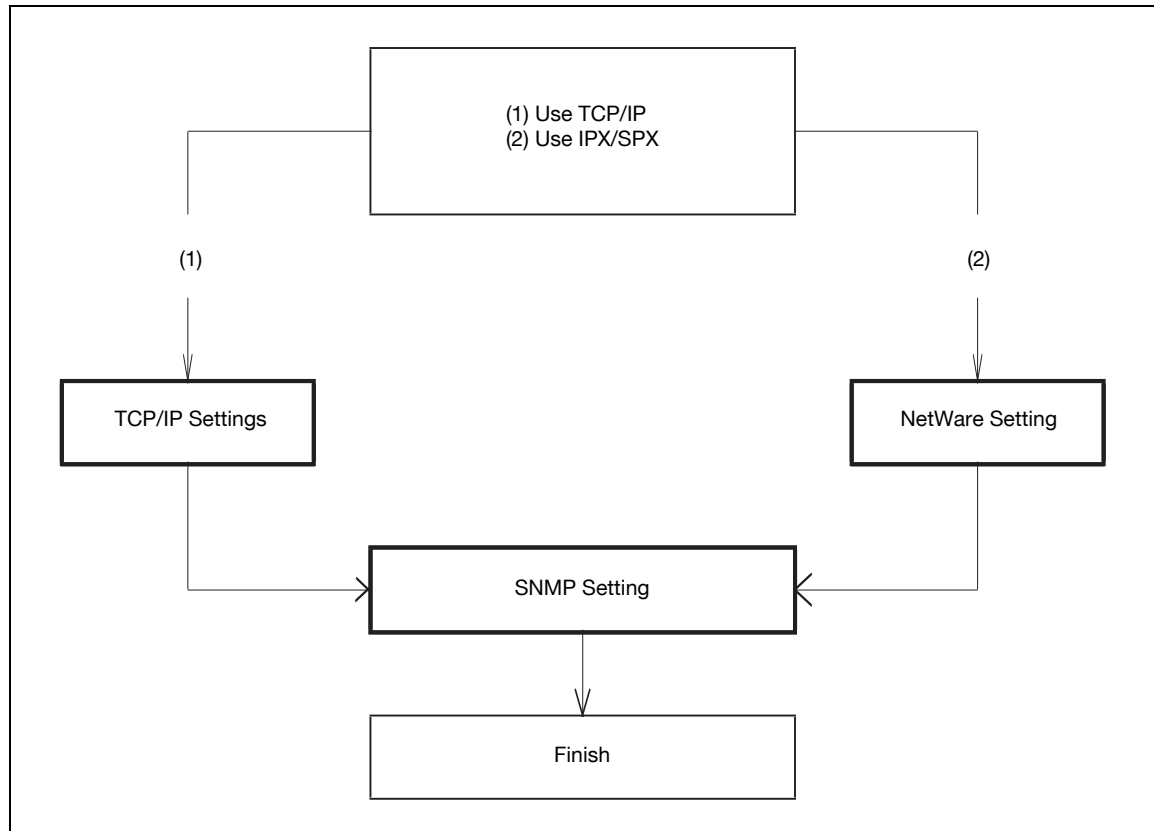 (1) Use TCP/IP
(2) Use IPX/SPX
(1)
(2)
TCP/IP Settings
NetWare Setting
SNMP Setting
Finish